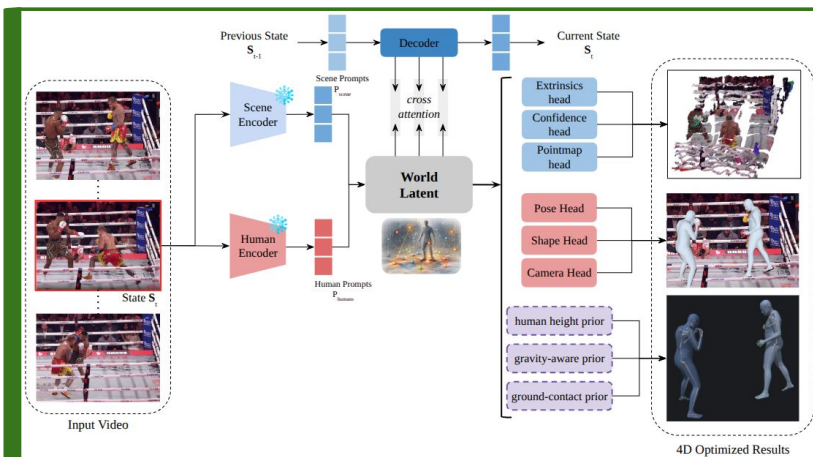 Previous State
S t-1
Decoder
Current State
S t
Scene Prompts
P scene
Scene
Encoder
cross
attention
World
Latent
Human
Encoder
Human Prompts
P humans
State S t
Input Video
Extrinsics
head
Confidence
head
Pointmap
head
Pose Head
Shape Head
Camera Head
human height prior
gravity-aware prior
ground-contact prior
4D Optimized Results